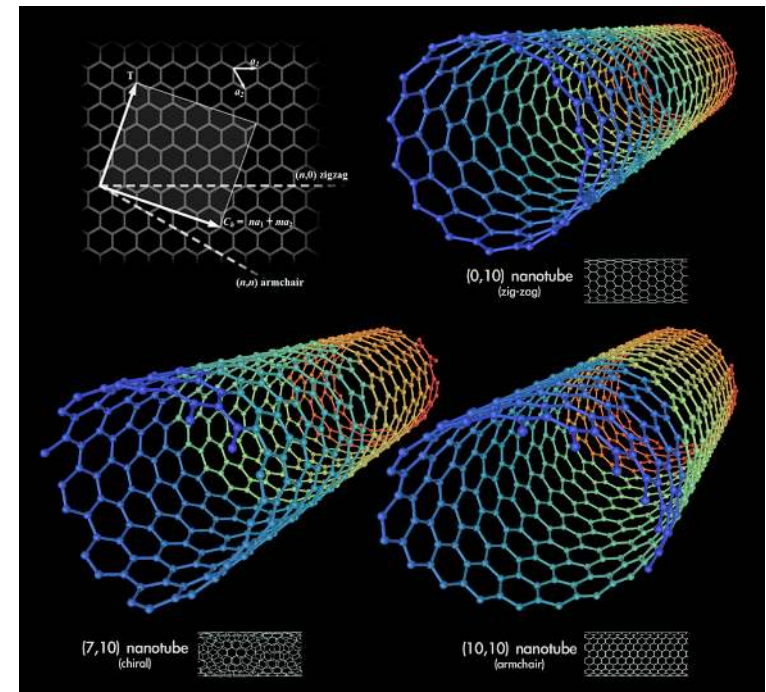 T
a₁
a₂
(n,0) zigzag
Cₕ = na₁ + ma₂
(n,n) armchair
(0,10) nanotube
(zig-zag)
(7,10) nanotube
(chiral)
(10,10) nanotube
(armchair)